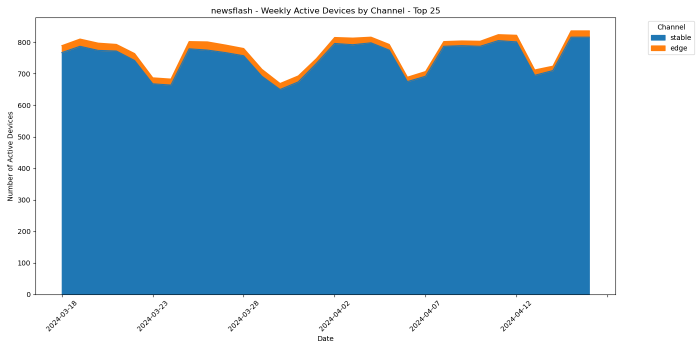 newsflash - Weekly Active Devices by Channel - Top 25
Channel
stable
edge
Number of Active Devices
800
700
600
500
400
300
200
100
0
2024-03-18
2024-03-23
2024-03-28
2024-04-02
2024-04-07
2024-04-12
Date